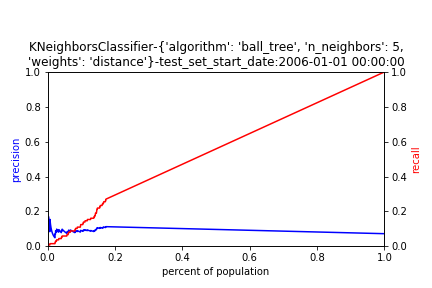 KNeighborsClassifier-{'algorithm': 'ball_tree', 'n_neighbors': 5,
'weights': 'distance'}-test_set_start_date:2006-01-01 00:00:00
1.0
0.8
0.6
0.4
0.2
0.0
precision
1.0
0.8
0.6
0.4
0.2
0.0
recall
0.0 0.2 0.4 0.6 0.8 1.0
percent of population